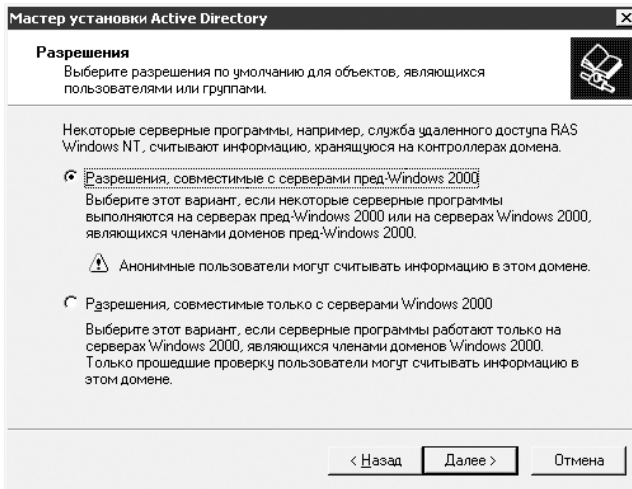 Мастер установки Active Directory
Разрешения
Выберите разрешения по умолчанию для объектов, являющихся
пользователями или группами.
Некоторые серверные программы, например, служба удаленного доступа RAS
Windows NT, считывают информацию, хранящуюся на контроллерах домена.
Разрешения, совместимые с серверами пред-Windows 2000
Выберите этот вариант, если некоторые серверные программы
выполняются на серверах пред-Windows 2000 или на серверах Windows 2000,
являющихся членами доменов пред-Windows 2000.
Анонимные пользователи могут считывать информацию в этом домене.
Разрешения, совместимые только с серверами Windows 2000
Выберите этот вариант, если серверные программы работают только на
серверах Windows 2000, являющихся членами доменов Windows 2000.
Только прошедшие проверку пользователи могут считывать информацию в
этом домене.
< Назад Далее > Отмена